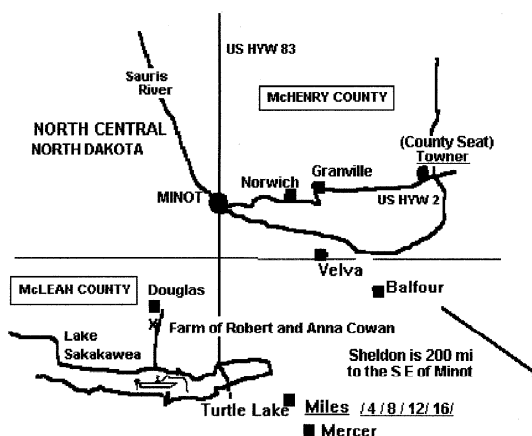 US HYW 83
Sauris
River
McHENRY COUNTY
NORTH CENTRAL
NORTH DAKOTA
(County Seat)
Towner
Granville
Norwich
MINOT
US HYW 2
Velva
McLEAN COUNTY
Douglas
Balfour
X
Farm of Robert and Anna Cowan
Lake
Sakakawea
Sheldon is 200 mi
to the S E of Minot
Turtle Lake
Miles /4/8/12/16/
Mercer